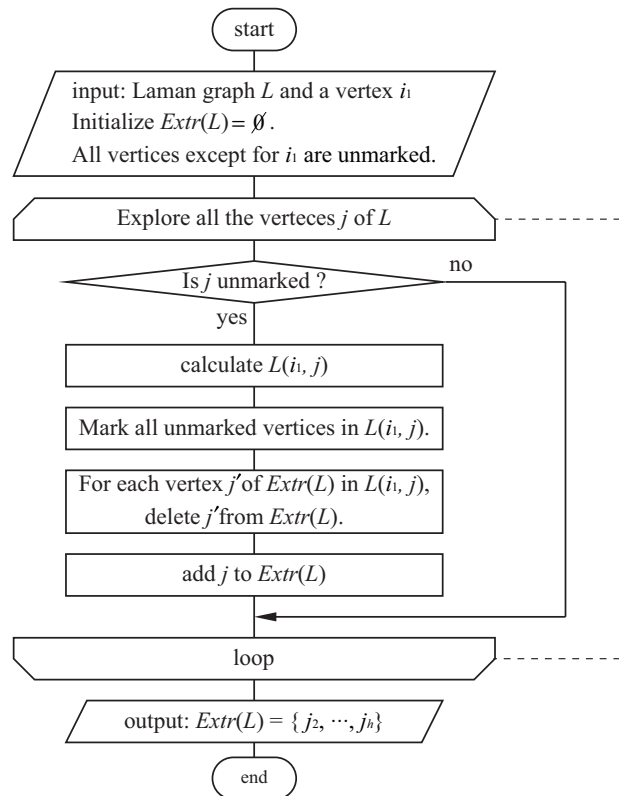 start
input: Laman graph L and a vertex i₁
Initialize Extr(L) = ∅ .
All vertices except for i₁ are unmarked.
Explore all the verteces j of L
Is j unmarked ?
no
yes
calculate L(i₁, j)
Mark all unmarked vertices in L(i₁, j).
For each vertex j′ of Extr(L) in L(i₁, j),
delete j′ from Extr(L).
add j to Extr(L)
loop
output: Extr(L) = { j₂, ⋯, jₕ}
end